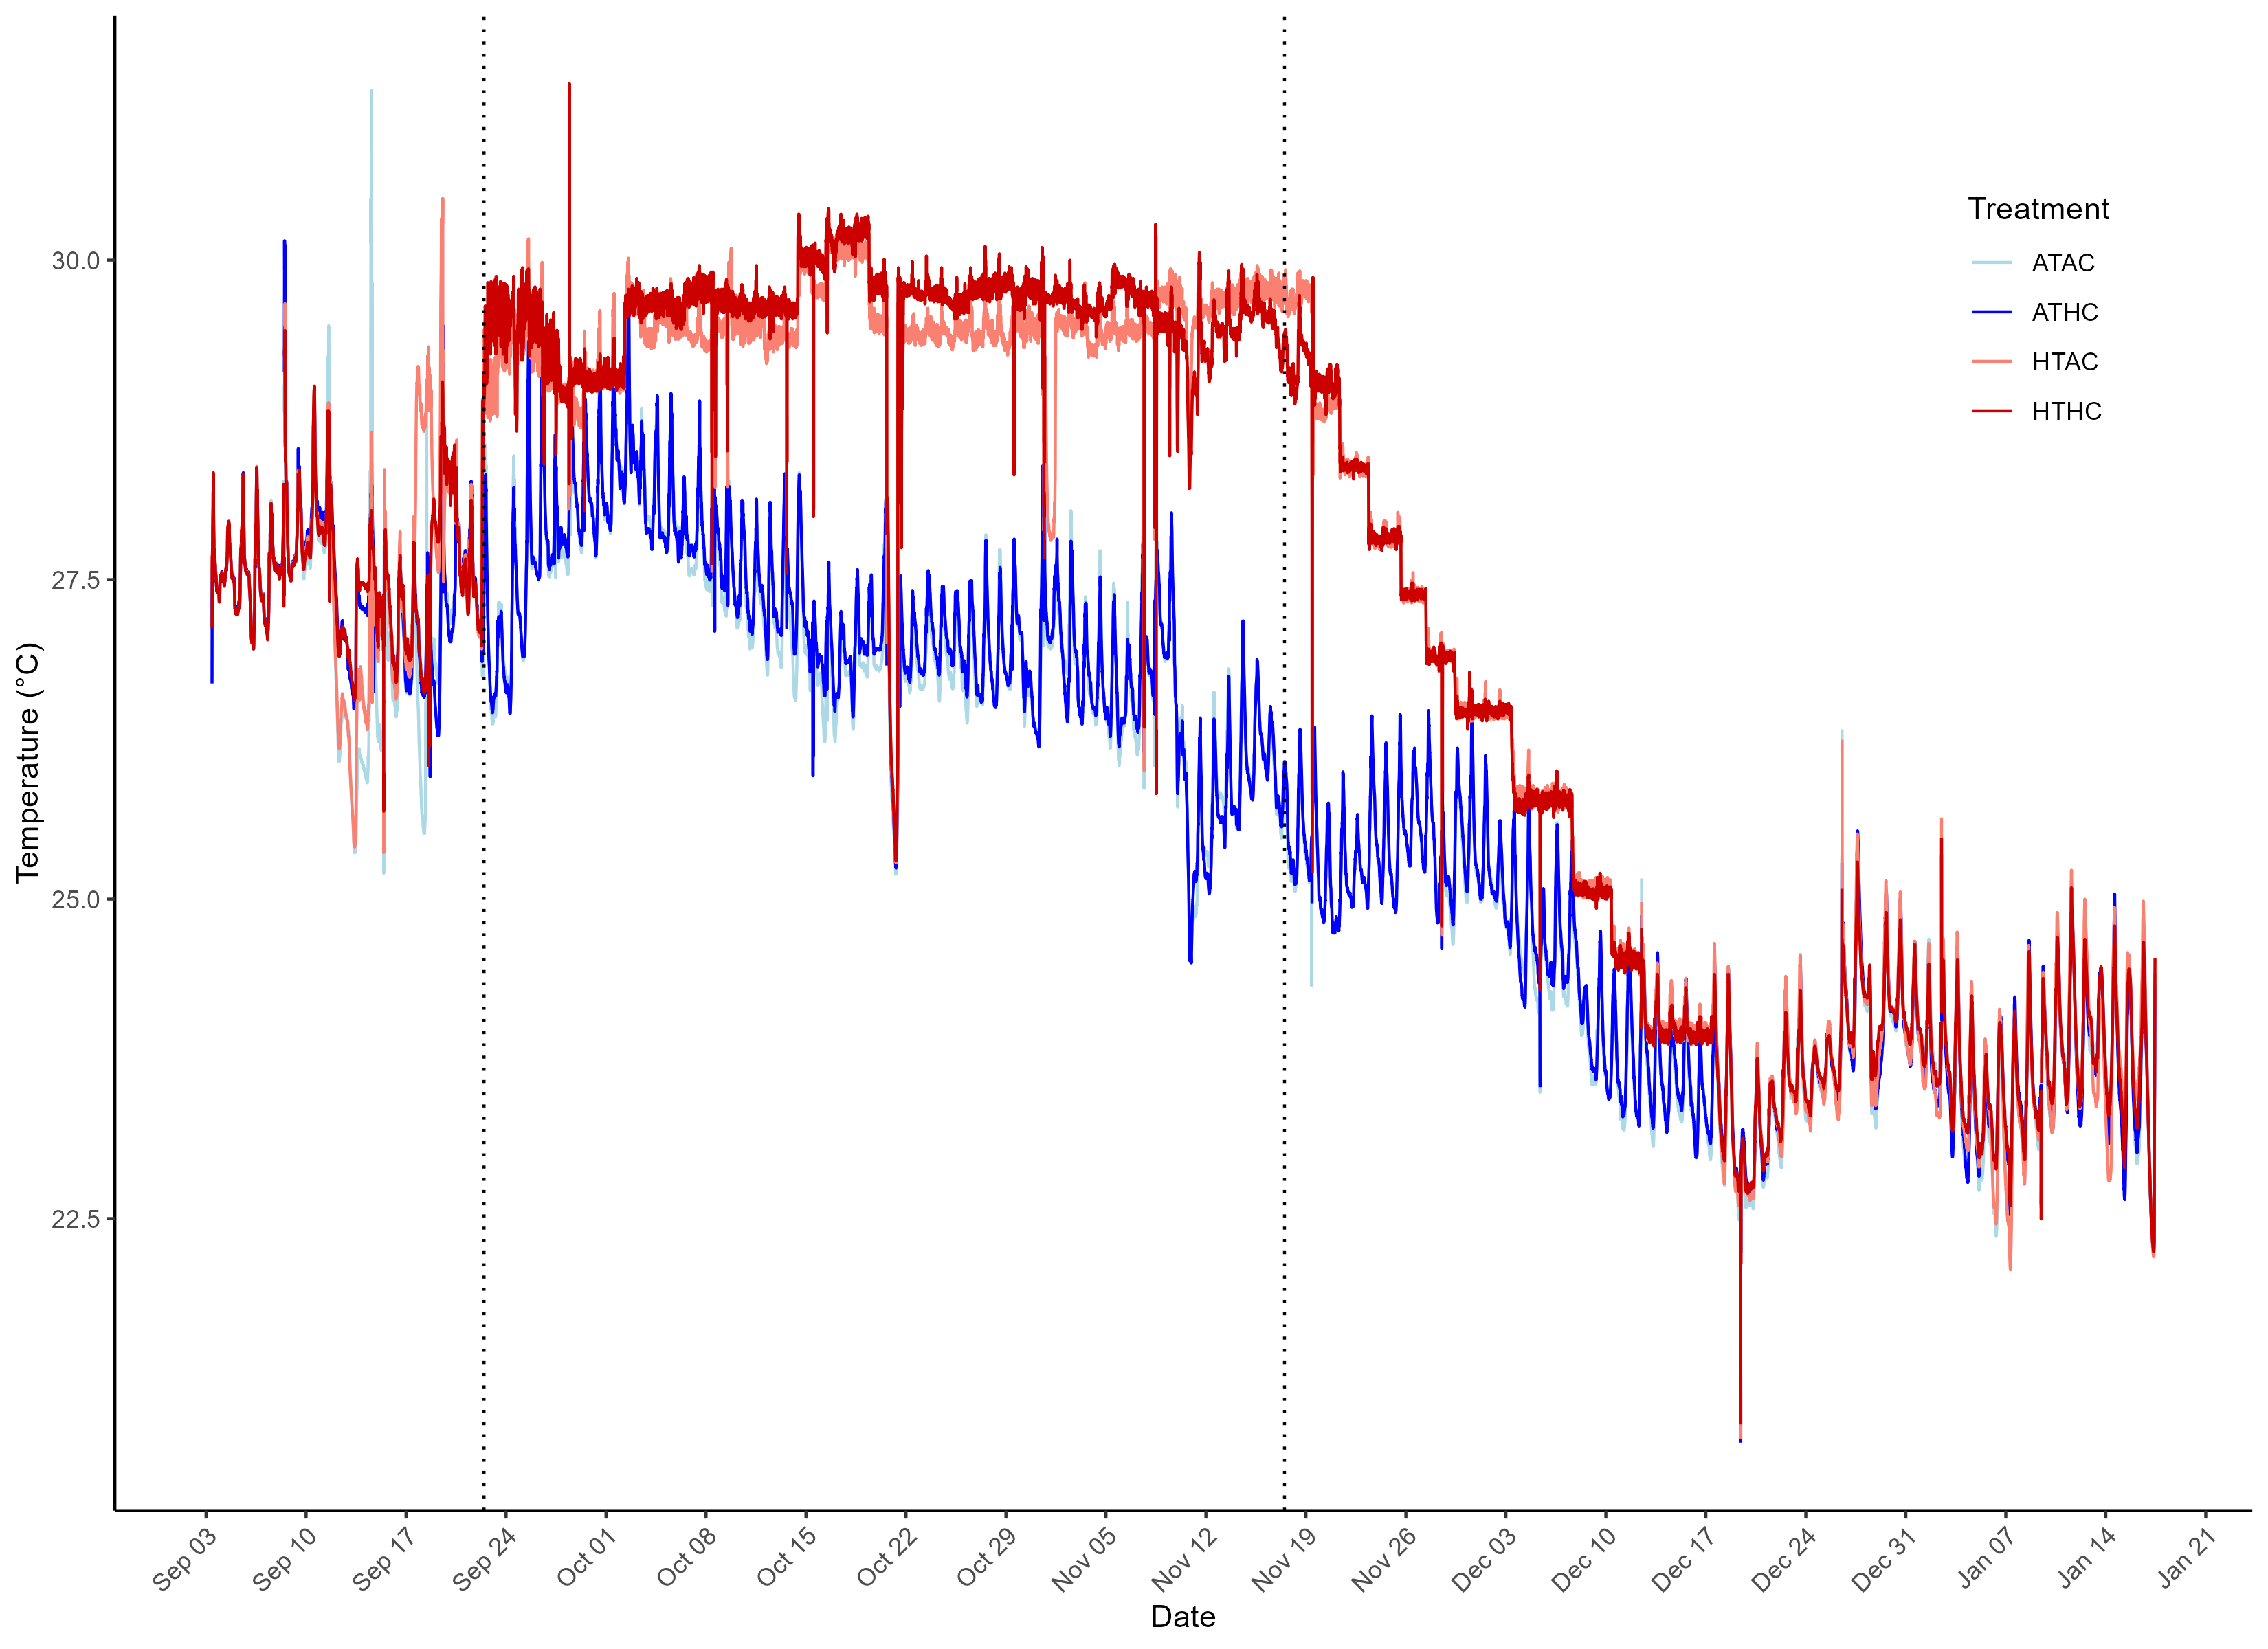 Treatment
ATAC
ATHC
HTAC
HTHC
Temperature (°C)
30.0
27.5
25.0
22.5
Sep 03
Sep 10
Sep 17
Sep 24
Oct 01
Oct 08
Oct 15
Oct 22
Oct 29
Nov 05
Nov 12
Nov 19
Nov 26
Dec 03
Dec 10
Dec 17
Dec 24
Dec 31
Jan 07
Jan 14
Jan 21
Date